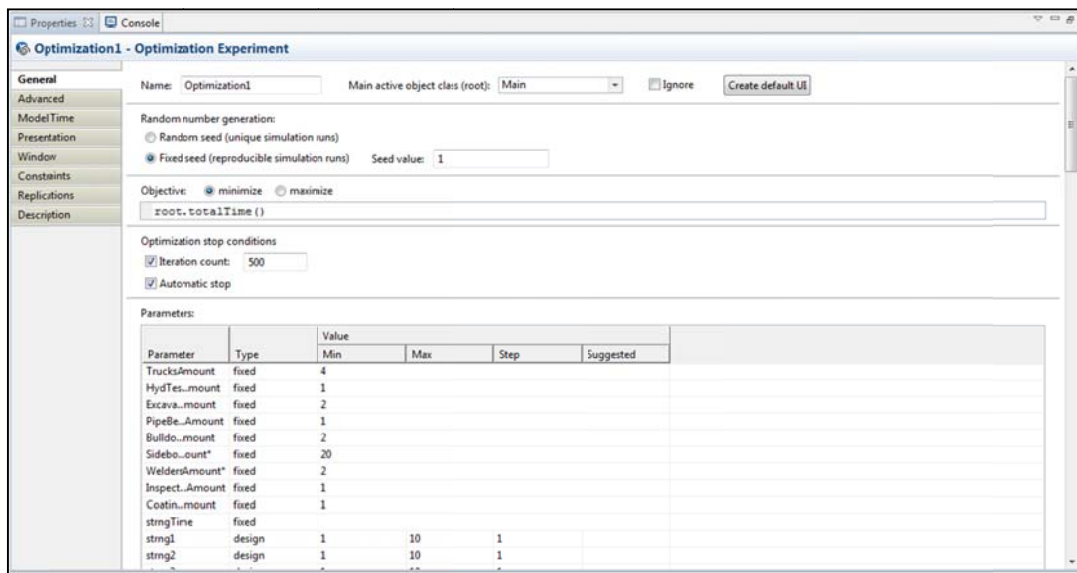 Properties Console
Optimization1 - Optimization Experiment
General
Advanced
ModelTime
Presentation
Window
Constraints
Replications
Description
Name: Optimization1 Main active object class (root): Main Ignore Create default UI
Random number generation:
Random seed (unique simulation runs)
Fixed seed (reproducible simulation runs) Seed value: 1
Objective: minimize maximize
root.totalTime()
Optimization stop conditions
Iteration count: 500
Automatic stop
Parameters:
Value
Parameter Type Min Max Step Suggested
TrucksAmount fixed 4
HydTes..mount fixed 1
Excava..mount fixed 2
PipeBe..Amount fixed 1
Bulldo..mount fixed 2
Sidebo..ount* fixed 20
WeldersAmount* fixed 2
Inspect..Amount fixed 1
Coatin..mount fixed 1
strngTime fixed
strng1 design 1 10 1
strng2 design 1 10 1